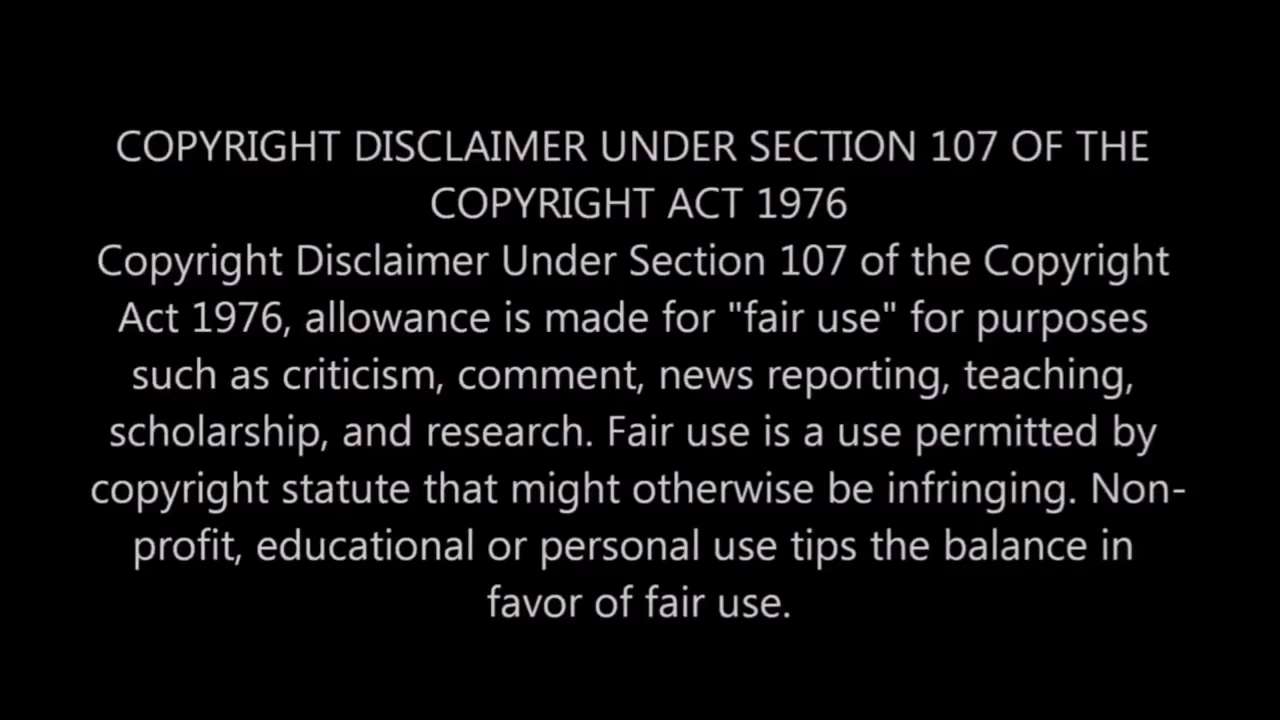 COPYRIGHT DISCLAIMER UNDER SECTION 107 OF THE
COPYRIGHT ACT 1976
Copyright Disclaimer Under Section 107 of the Copyright
Act 1976, allowance is made for "fair use" for purposes
such as criticism, comment, news reporting, teaching,
scholarship, and research. Fair use is a use permitted by
copyright statute that might otherwise be infringing. Non-
profit, educational or personal use tips the balance in
favor of fair use.